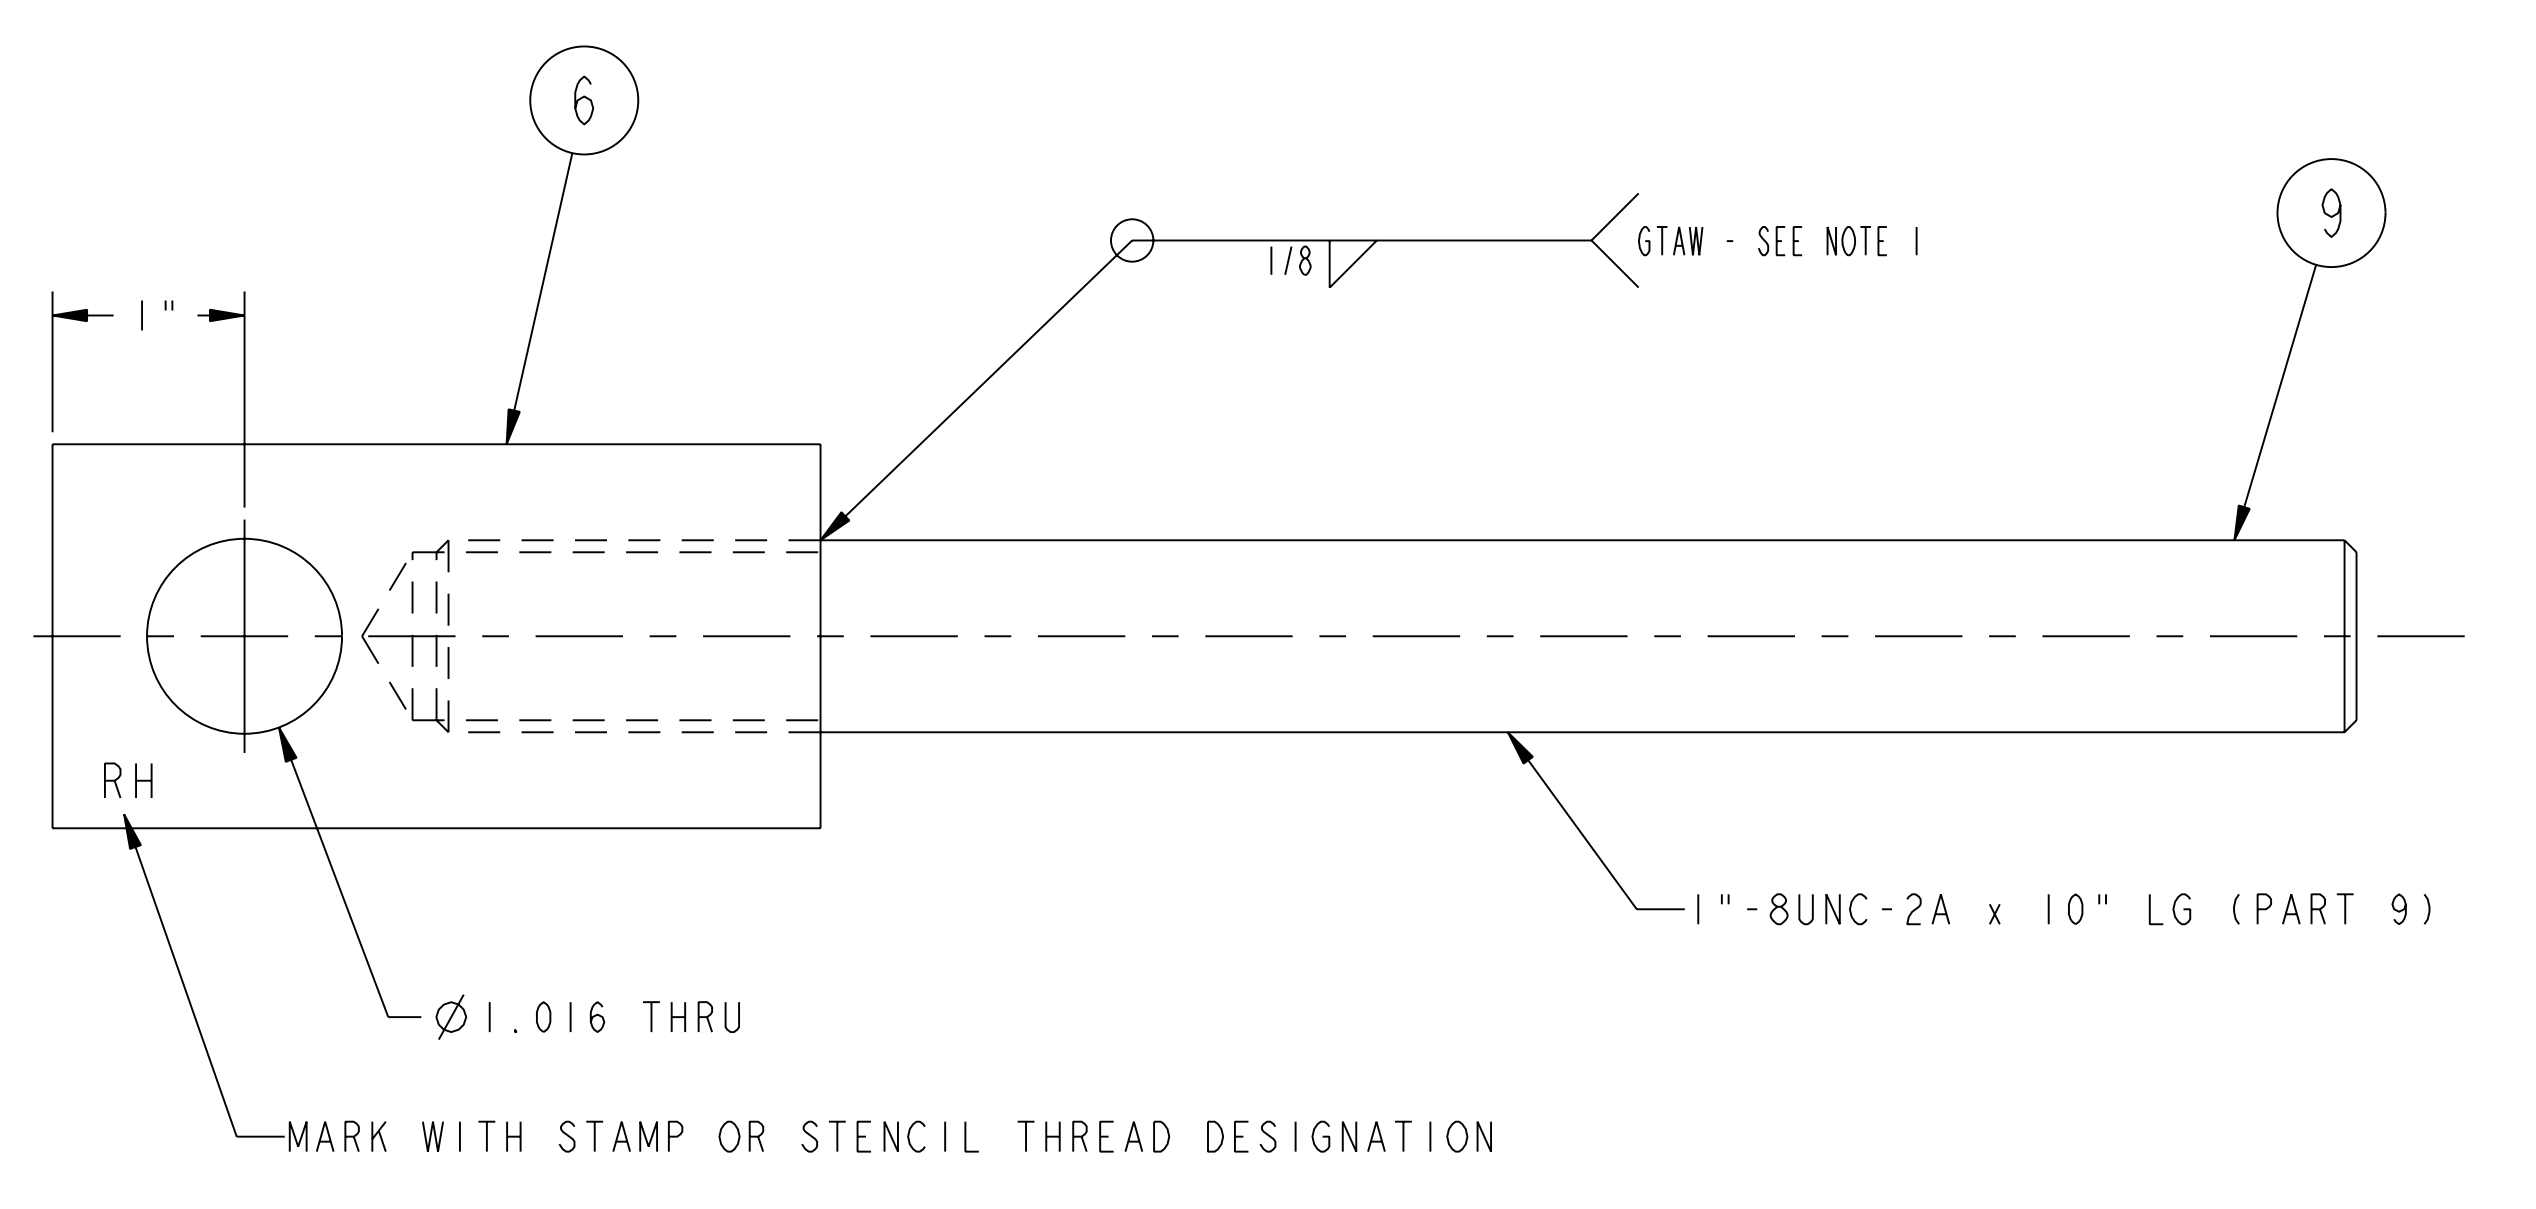 6
9
GTAW - SEE NOTE 1
1/8
1"
RH
1"-8UNC-2A x 10" LG (PART 9)
Ø1.016 THRU
MARK WITH STAMP OR STENCIL THREAD DESIGNATION